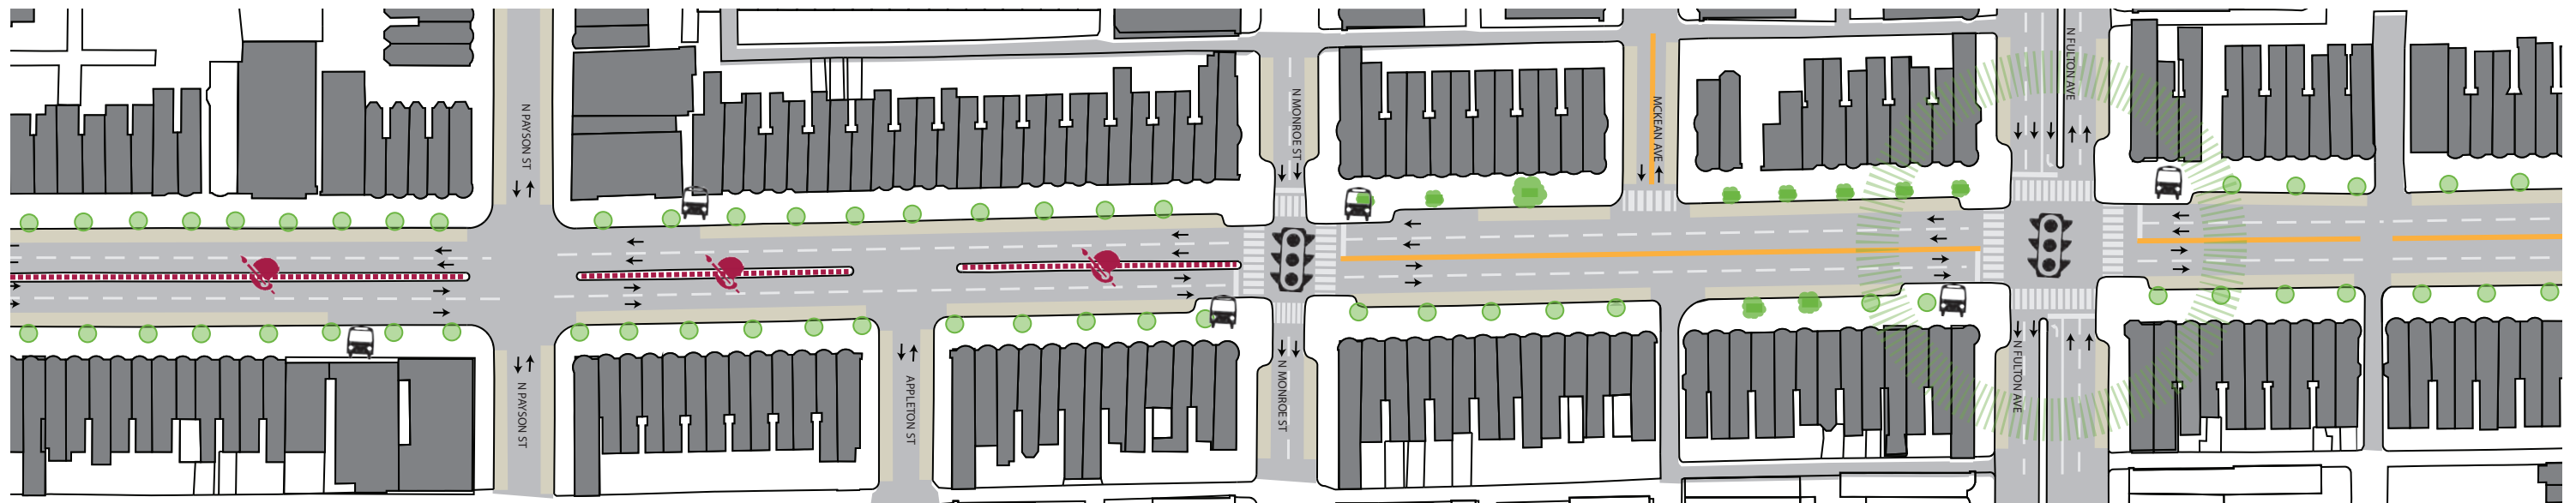 N PAYSON ST
N MONROE ST
MCKEAN AVE
N FULTON AVE
N PAYSON ST
APPLETON ST
N MONROE ST
N FULTON AVE